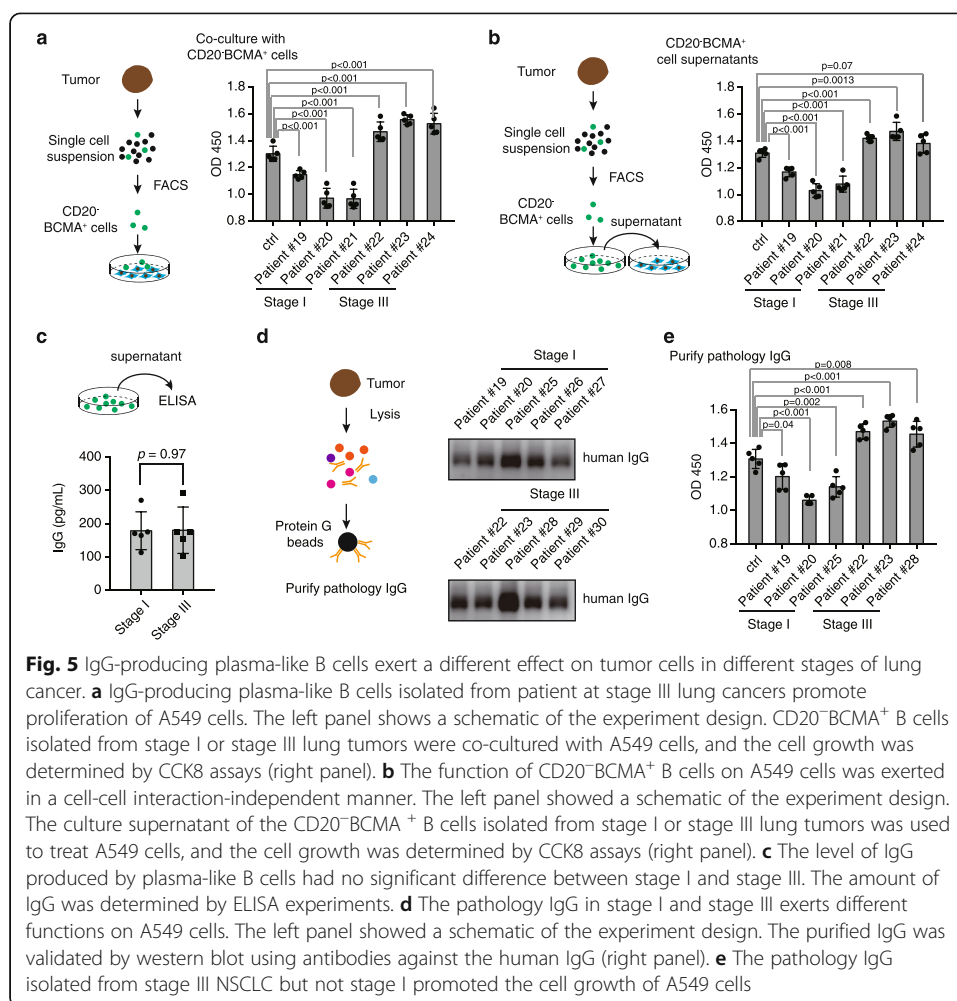 a
Co-culture with
CD20⁻BCMA⁺ cells
Tumor
Single cell
suspension
FACS
CD20⁻
BCMA⁺ cells
p<0.001
p<0.001
p<0.001
p<0.001
p<0.001
p<0.001
OD 450
1.8
1.6
1.4
1.2
1.0
0.8
ctrl
Patient #19
Patient #20
Patient #21
Patient #22
Patient #23
Patient #24
Stage I
Stage III
b
CD20⁻BCMA⁺
cell supernatants
Tumor
Single cell
suspension
FACS
CD20⁻
BCMA⁺ cells
supernatant
p=0.07
p=0.0013
p<0.001
p<0.001
p<0.001
p<0.001
OD 450
1.8
1.6
1.4
1.2
1.0
0.8
ctrl
Patient #19
Patient #20
Patient #21
Patient #22
Patient #23
Patient #24
Stage I
Stage III
c
supernatant
ELISA
p = 0.97
IgG (pg/mL)
400
300
200
100
0
Stage I
Stage III
d
Tumor
Lysis
Protein G
beads
Purify pathology IgG
Stage I
Patient #19
Patient #20
Patient #25
Patient #26
Patient #27
human IgG
Stage III
Patient #22
Patient #23
Patient #28
Patient #29
Patient #30
human IgG
e
Purify pathology IgG
p=0.008
p<0.001
p<0.001
p=0.002
p<0.001
p=0.04
OD 450
1.8
1.6
1.4
1.2
1.0
0.8
ctrl
Patient #19
Patient #20
Patient #25
Patient #22
Patient #23
Patient #28
Stage I
Stage III
Fig. 5 IgG-producing plasma-like B cells exert a different effect on tumor cells in different stages of lung
cancer. a IgG-producing plasma-like B cells isolated from patient at stage III lung cancers promote
proliferation of A549 cells. The left panel shows a schematic of the experiment design. CD20⁻BCMA⁺ B cells
isolated from stage I or stage III lung tumors were co-cultured with A549 cells, and the cell growth was
determined by CCK8 assays (right panel). b The function of CD20⁻BCMA⁺ B cells on A549 cells was exerted
in a cell-cell interaction-independent manner. The left panel showed a schematic of the experiment design.
The culture supernatant of the CD20⁻BCMA ⁺ B cells isolated from stage I or stage III lung tumors was used
to treat A549 cells, and the cell growth was determined by CCK8 assays (right panel). c The level of IgG
produced by plasma-like B cells had no significant difference between stage I and stage III. The amount of
IgG was determined by ELISA experiments. d The pathology IgG in stage I and stage III exerts different
functions on A549 cells. The left panel showed a schematic of the experiment design. The purified IgG was
validated by western blot using antibodies against the human IgG (right panel). e The pathology IgG
isolated from stage III NSCLC but not stage I promoted the cell growth of A549 cells